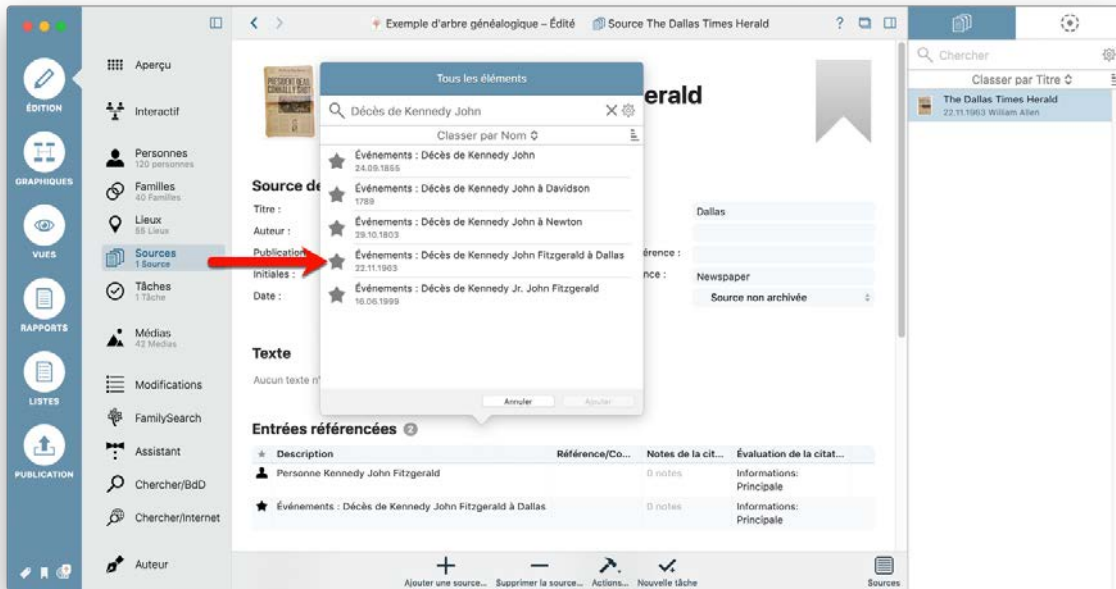 Exemple d'arbre généalogique – Édité
Source The Dallas Times Herald
?
ÉDITION
GRAPHIQUES
VUES
RAPPORTS
LISTES
PUBLICATION
Aperçu
Interactif
Personnes
120 personnes
Familles
40 Familles
Lieux
Sources
1 Source
Tâches
1 Tâche
Médias
42 Medias
Modifications
FamilySearch
Assistant
Chercher/BdD
Chercher/Internet
Auteur
PRESIDENT DEAD
CONNALLY SHOT
erald
Source de
Titre :
Dallas
Auteur :
Publication
érence :
Initiales :
nce :
Newspaper
Date :
Source non archivée
Texte
Aucun texte n'
Tous les éléments
Décès de Kennedy John
Classer par Nom
Événements : Décès de Kennedy John
24.09.1855
Événements : Décès de Kennedy John à Davidson
1789
Événements : Décès de Kennedy John à Newton
29.10.1803
Événements : Décès de Kennedy John Fitzgerald à Dallas
22.11.1963
Événements : Décès de Kennedy Jr. John Fitzgerald
16.06.1999
Annuler
Ajouter
Entrées référencées 2
Description Référence/Co... Notes de la cit... Évaluation de la citat...
Personne Kennedy John Fitzgerald 0 notes Informations:
Principale
Événements : Décès de Kennedy John Fitzgerald à Dallas 0 notes Informations:
Principale
Ajouter une source...
Supprimer la source...
Actions...
Nouvelle tâche
Sources
Chercher
Classer par Titre
The Dallas Times Herald
22.11.1963 William Allen